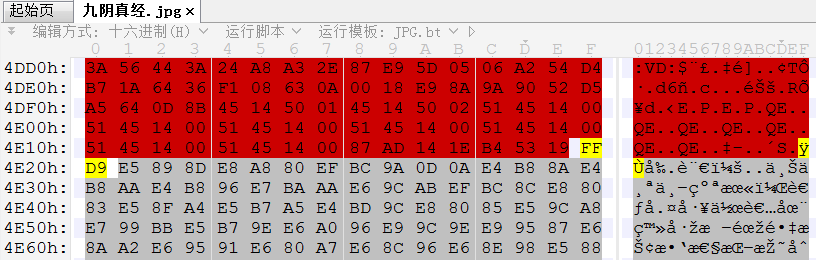 起始页 九阴真经.jpg ×
编辑方式: 十六进制(H) 运行脚本 运行模板: JPG.bt
0 1 2 3 4 5 6 7 8 9 A B C D E F 0123456789ABCDEF
4DD0h: 3A 56 44 3A 24 A8 A3 2E 87 E9 5D 05 06 A2 54 D4 :VD:$¨£.‡é]..¢TÔ
4DE0h: B7 1A 64 36 F1 08 63 0A 00 18 E9 8A 9A 90 52 D5 ·.d6ñ.c...éŠš.RÕ
4DF0h: A5 64 0D 8B 45 14 50 01 45 14 50 02 51 45 14 00 ¥d.‹E.P.E.P.QE..
4E00h: 51 45 14 00 51 45 14 00 51 45 14 00 51 45 14 00 QE..QE..QE..QE..
4E10h: 51 45 14 00 51 45 14 00 87 AD 14 1E B4 53 19 FF QE..QE..‡-..´S.ÿ
4E20h: D9 E5 89 8D E8 A8 80 EF BC 9A 0D 0A E4 B8 8A E4 Ùå‰.è¨€ï¼š..ä¸Šä
4E30h: B8 AA E4 B8 96 E7 BA AA E6 9C AB EF BC 8C E8 80 ¸ªä¸–çºªæœ«ï¼Œè€
4E40h: 83 E5 8F A4 E5 B7 A5 E4 BD 9C E8 80 85 E5 9C A8 ƒå.¤å·¥ä½œè€…åœ¨
4E50h: E7 99 BB E5 B7 9E E6 A0 96 E9 9C 9E E9 95 87 E6 ç™»å·žæ –éœžé•‡æ
4E60h: 8A A2 E6 95 91 E6 80 A7 E6 8C 96 E6 8E 98 E5 88 Š¢æ•‘æ€§æŒ–æŽ˜åˆ